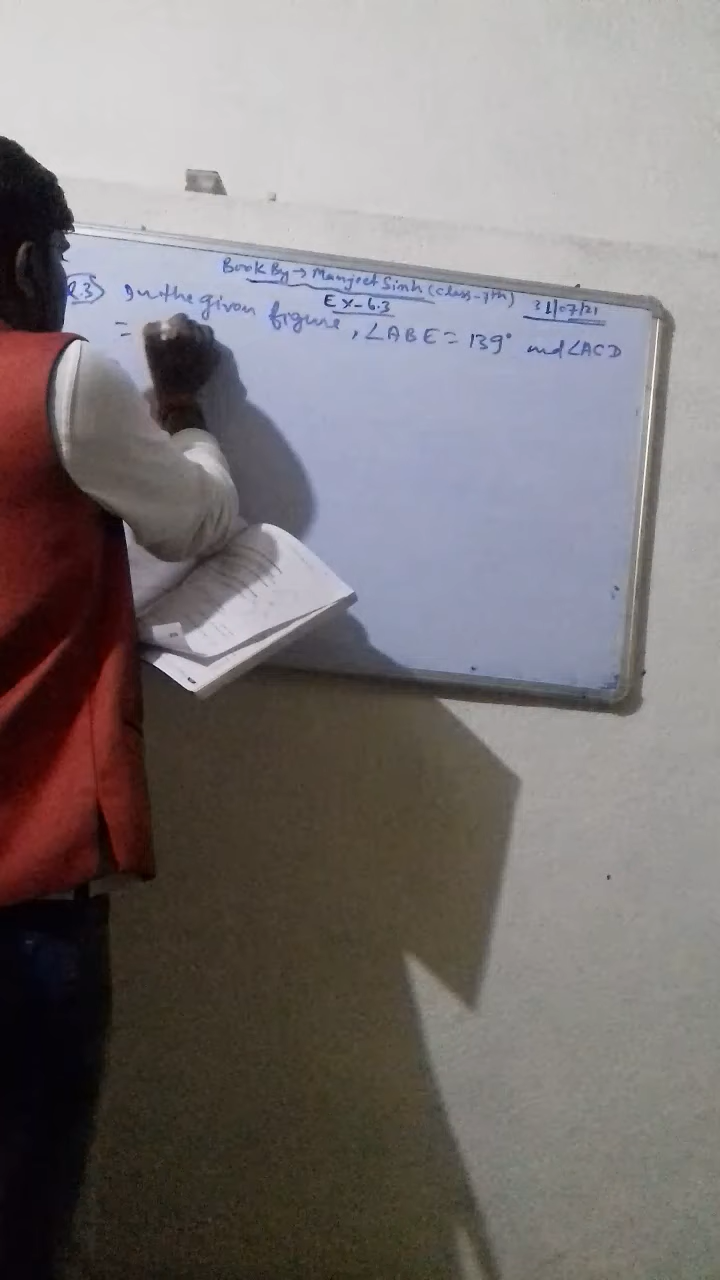 Book By → Manjeet Sinh (Class-7th) 31/07/21
Ex-6.3
Q.3) In the given figure, ∠ABE = 139° and ∠ACD
=